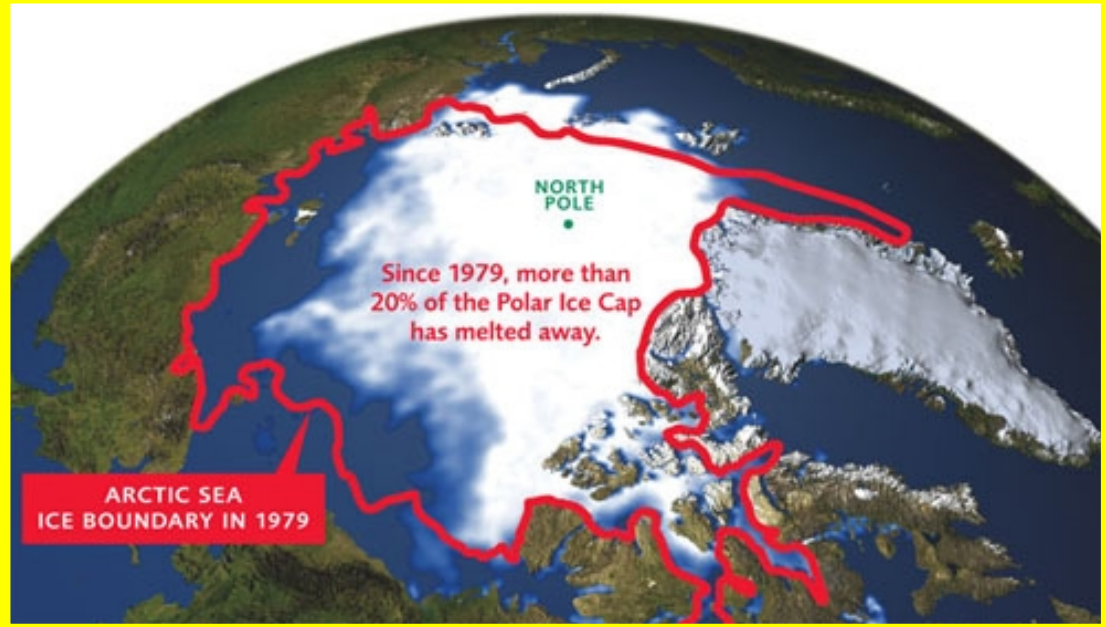 NORTH
POLE
Since 1979, more than
20% of the Polar Ice Cap
has melted away.
ARCTIC SEA
ICE BOUNDARY IN 1979